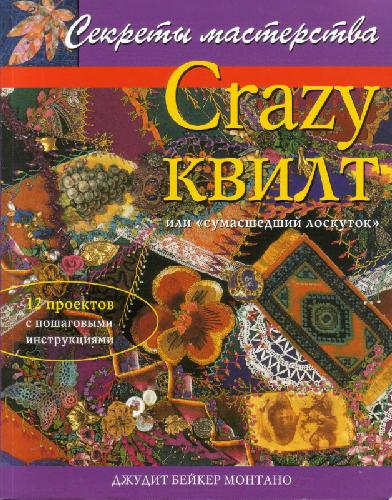 Секреты мастерства
Crazy
КВИЛТ
или «сумасшедший лоскуток»
12 проектов
с пошаговыми
инструкциями
ДЖУДИТ БЕЙКЕР МОНТАНО